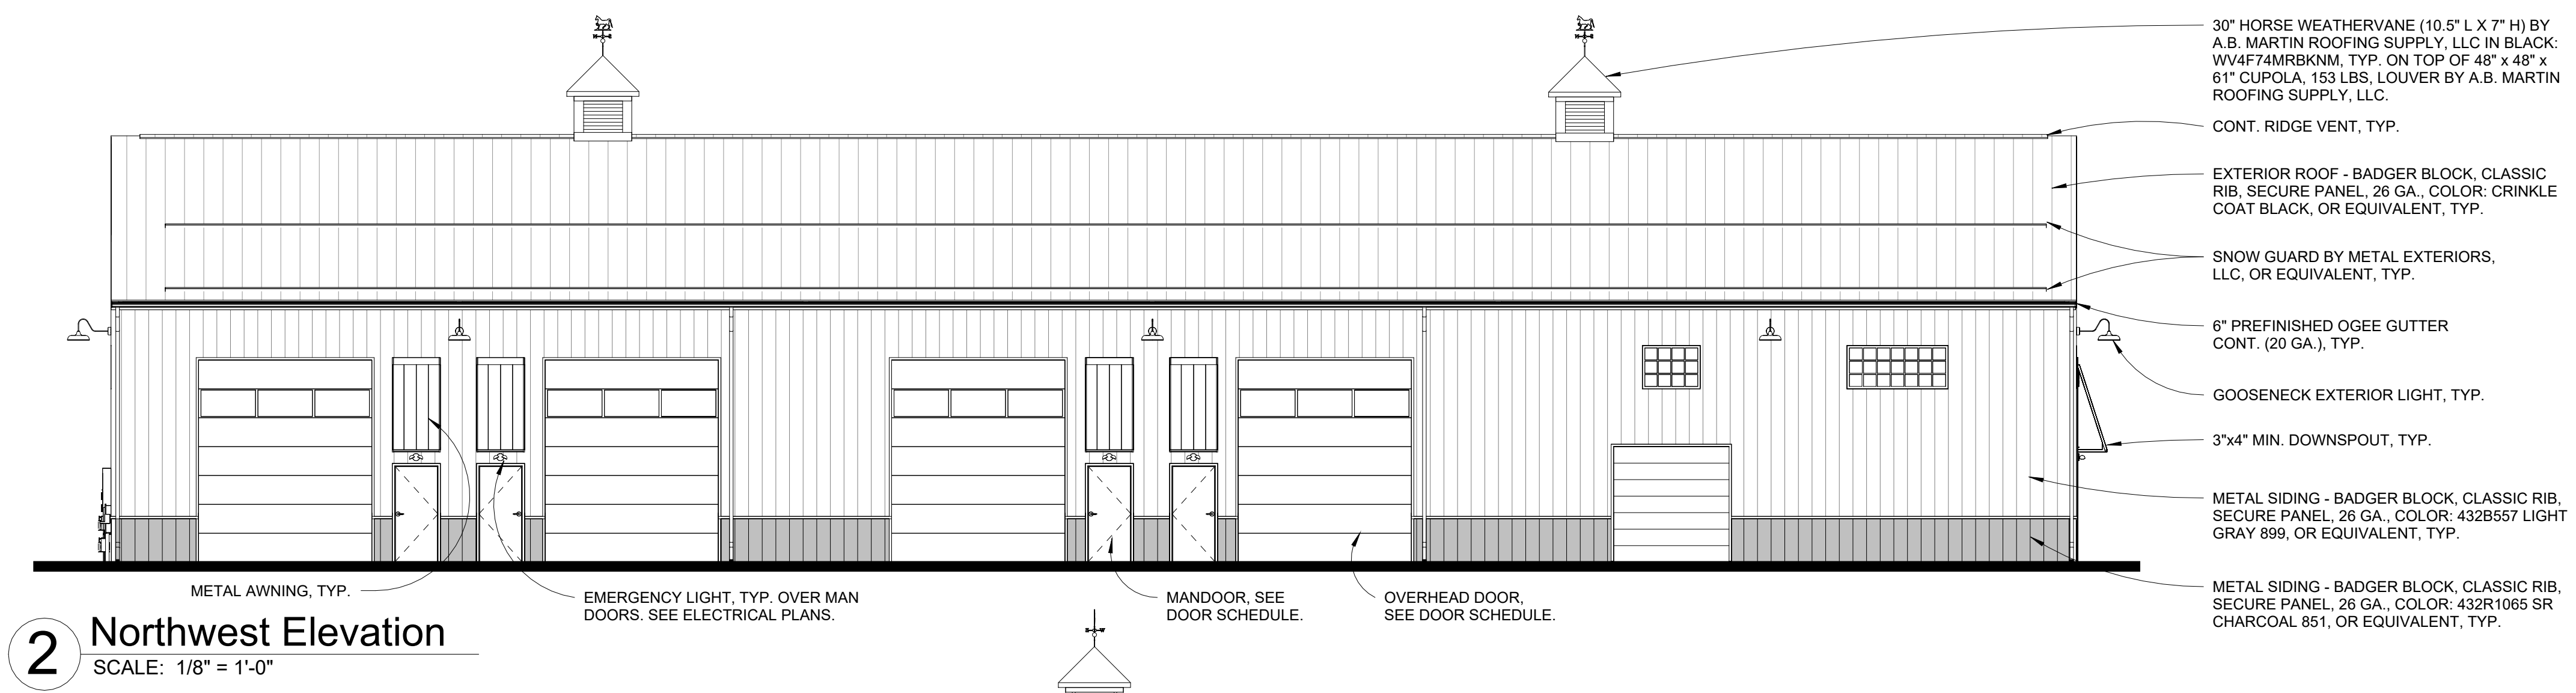 30" HORSE WEATHERVANE (10.5" L X 7" H) BY
A.B. MARTIN ROOFING SUPPLY, LLC IN BLACK:
WV4F74MRBKNM, TYP. ON TOP OF 48" x 48" x
61" CUPOLA, 153 LBS, LOUVER BY A.B. MARTIN
ROOFING SUPPLY, LLC.
CONT. RIDGE VENT, TYP.
EXTERIOR ROOF - BADGER BLOCK, CLASSIC
RIB, SECURE PANEL, 26 GA., COLOR: CRINKLE
COAT BLACK, OR EQUIVALENT, TYP.
SNOW GUARD BY METAL EXTERIORS,
LLC, OR EQUIVALENT, TYP.
6" PREFINISHED OGEE GUTTER
CONT. (20 GA.), TYP.
GOOSENECK EXTERIOR LIGHT, TYP.
3"x4" MIN. DOWNSPOUT, TYP.
METAL SIDING - BADGER BLOCK, CLASSIC RIB,
SECURE PANEL, 26 GA., COLOR: 432B557 LIGHT
GRAY 899, OR EQUIVALENT, TYP.
METAL SIDING - BADGER BLOCK, CLASSIC RIB,
SECURE PANEL, 26 GA., COLOR: 432R1065 SR
CHARCOAL 851, OR EQUIVALENT, TYP.
METAL AWNING, TYP.
EMERGENCY LIGHT, TYP. OVER MAN
DOORS. SEE ELECTRICAL PLANS.
MANDOOR, SEE
DOOR SCHEDULE.
OVERHEAD DOOR,
SEE DOOR SCHEDULE.
2
Northwest Elevation
SCALE: 1/8" = 1'-0"